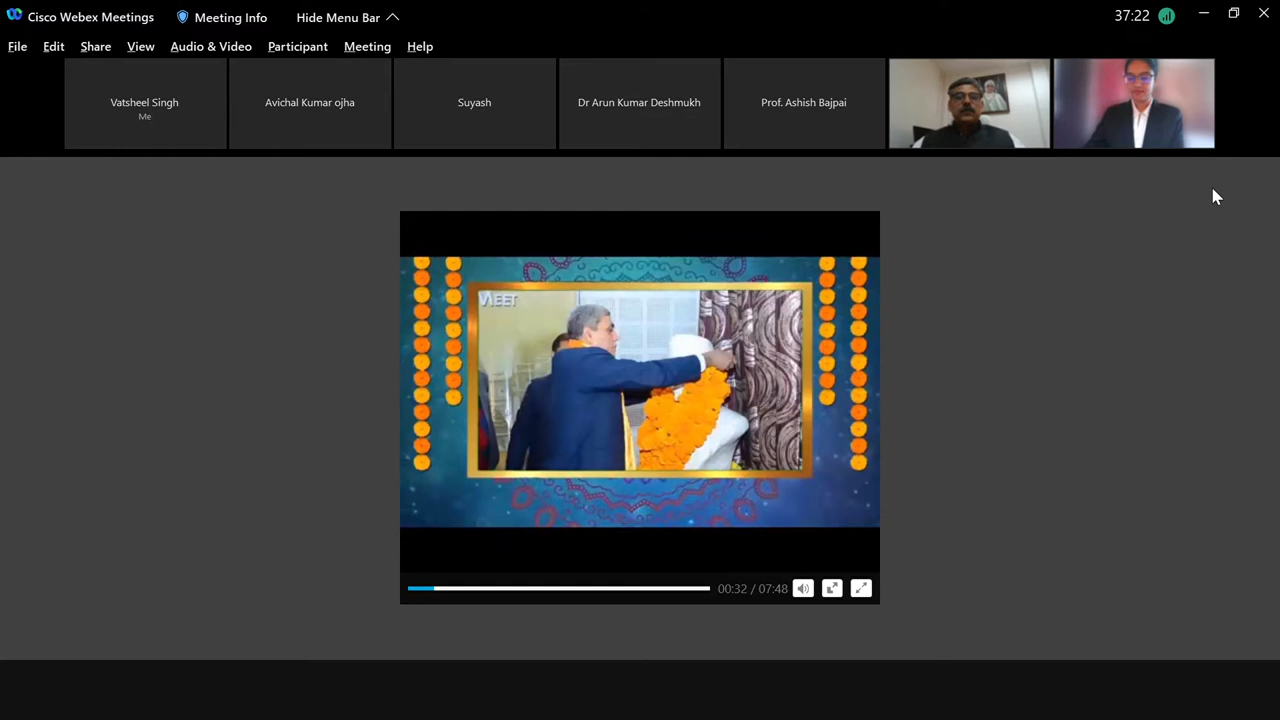 Cisco Webex Meetings
Meeting Info
Hide Menu Bar
37:22
File Edit Share View Audio & Video Participant Meeting Help
Vatsheel Singh
Me
Avichal Kumar ojha
Suyash
Dr Arun Kumar Deshmukh
Prof. Ashish Bajpai
00:32 / 07:48